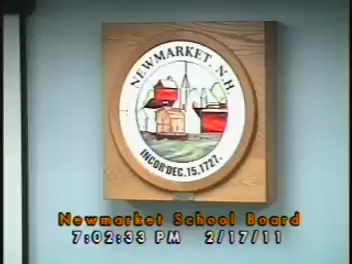 NEWMARKET, N.H.
INCOR'DEC.15,1727.
Newmarket School Board
7:02:33 PM 2/17/11